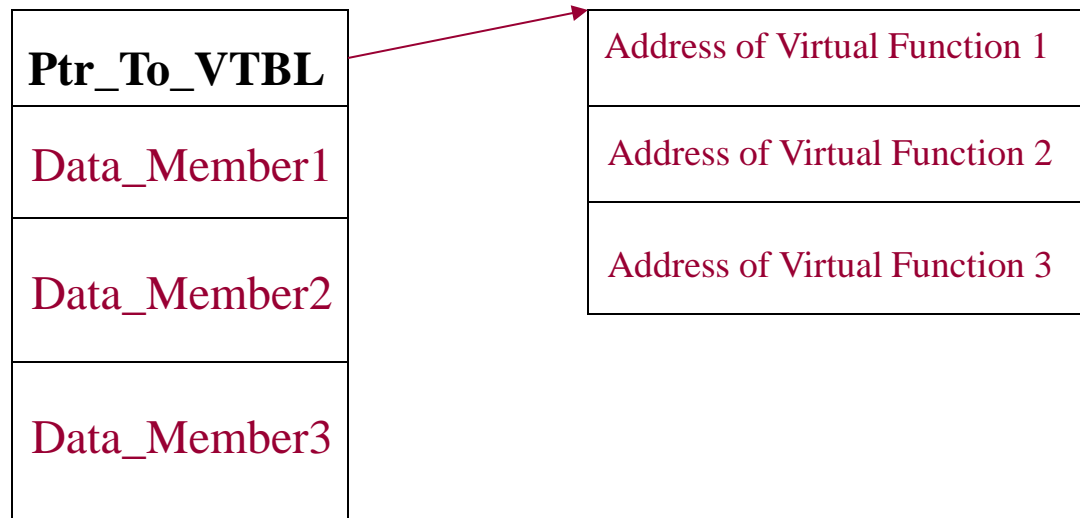 Ptr_To_VTBL
Data_Member1
Data_Member2
Data_Member3
Address of Virtual Function 1
Address of Virtual Function 2
Address of Virtual Function 3